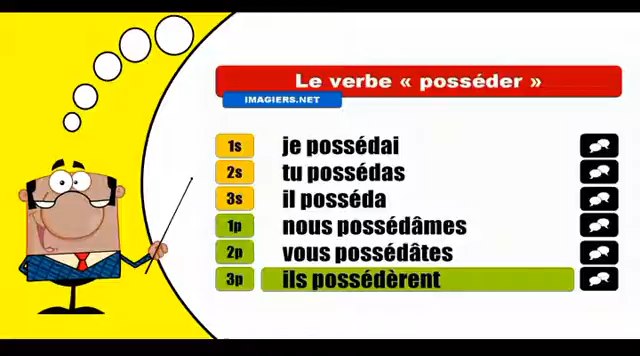 Le verbe « posséder »
IMAGIERS.NET
1s je possédai
2s tu possédas
3s il posséda
1p nous possédâmes
2p vous possédâtes
3p ils possédèrent